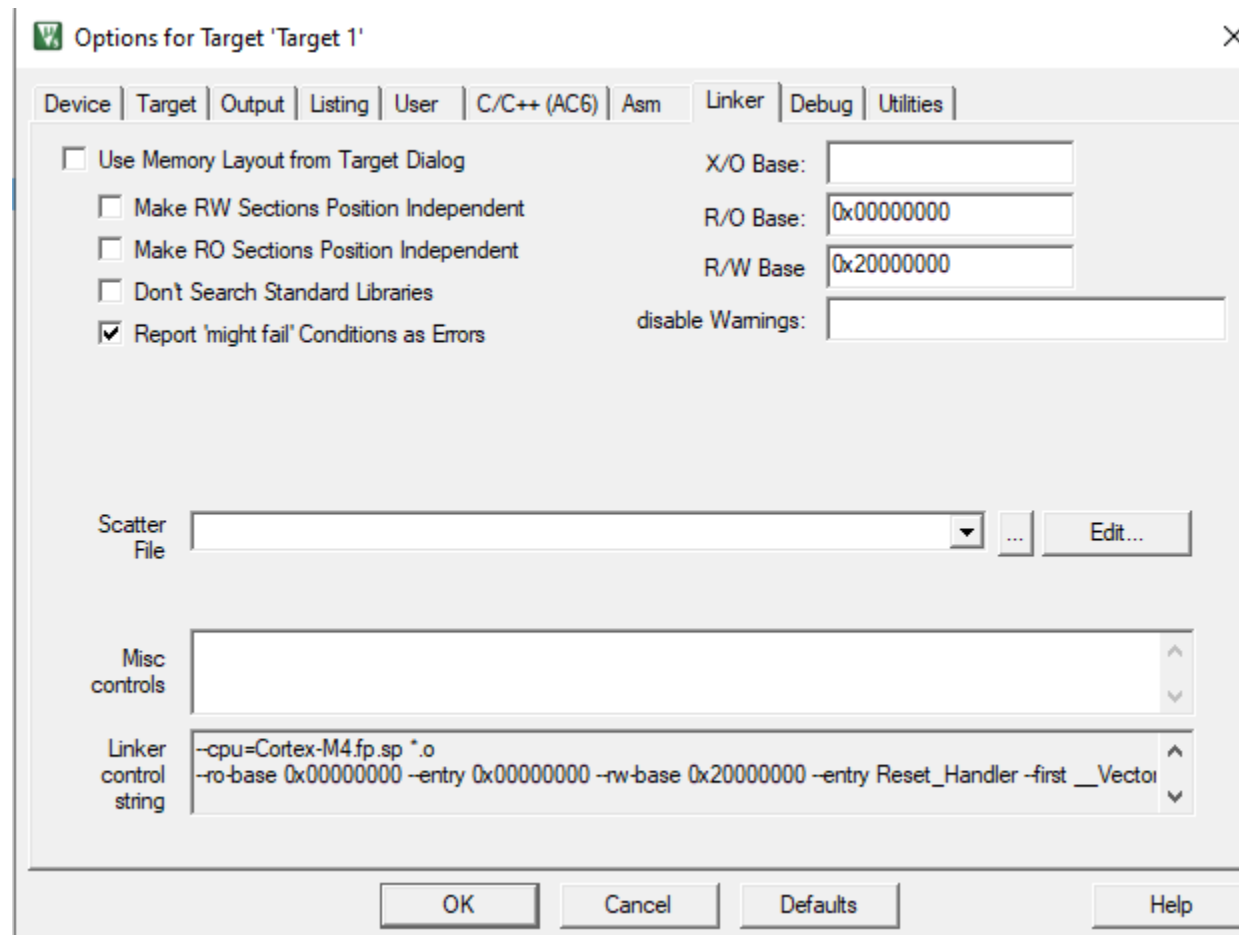 Options for Target 'Target 1'
Device Target Output Listing User C/C++ (AC6) Asm Linker Debug Utilities
Use Memory Layout from Target Dialog
Make RW Sections Position Independent
Make RO Sections Position Independent
Don't Search Standard Libraries
Report 'might fail' Conditions as Errors
X/O Base:
R/O Base: 0x00000000
R/W Base 0x20000000
disable Warnings:
Scatter
File
...
Edit...
Misc
controls
Linker
control
string
--cpu=Cortex-M4.fp.sp *.o
--ro-base 0x00000000 --entry 0x00000000 --rw-base 0x20000000 --entry Reset_Handler --first __Vector
OK Cancel Defaults Help